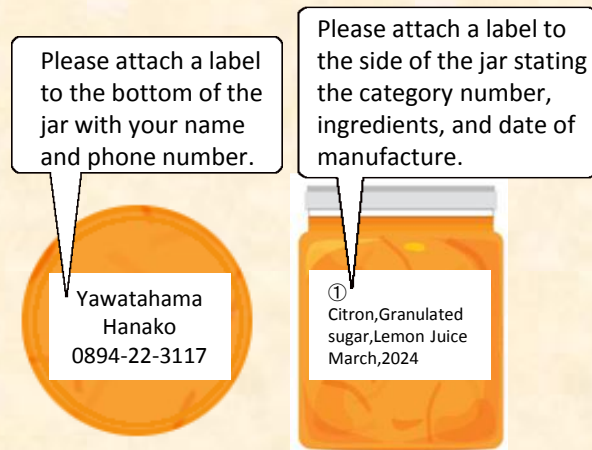 Please attach a label
to the bottom of the
jar with your name
and phone number.
Please attach a label to
the side of the jar stating
the category number,
ingredients, and date of
manufacture.
Yawatahama
Hanako
0894-22-3117
①
Citron,Granulated
sugar,Lemon Juice
March,2024